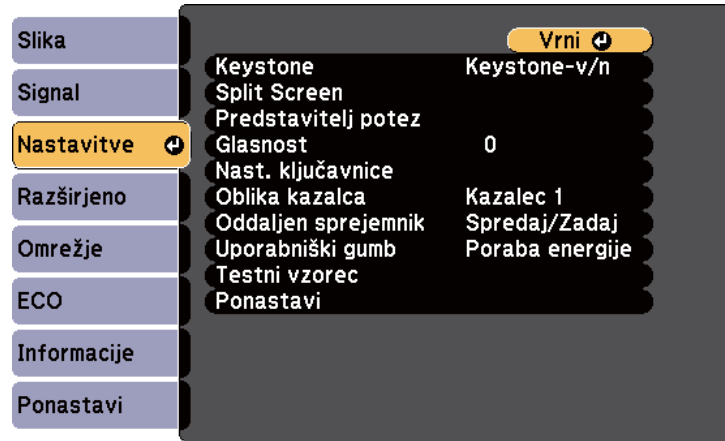 Slika
Signal
Nastavitve
Razširjeno
Omrežje
ECO
Informacije
Ponastavi
Vrni
Keystone Keystone-v/n
Split Screen
Predstavitelj potez
Glasnost 0
Nast. ključavnice
Oblika kazalca Kazalec 1
Oddaljen sprejemnik Spredaj/Zadaj
Uporabniški gumb Poraba energije
Testni vzorec
Ponastavi